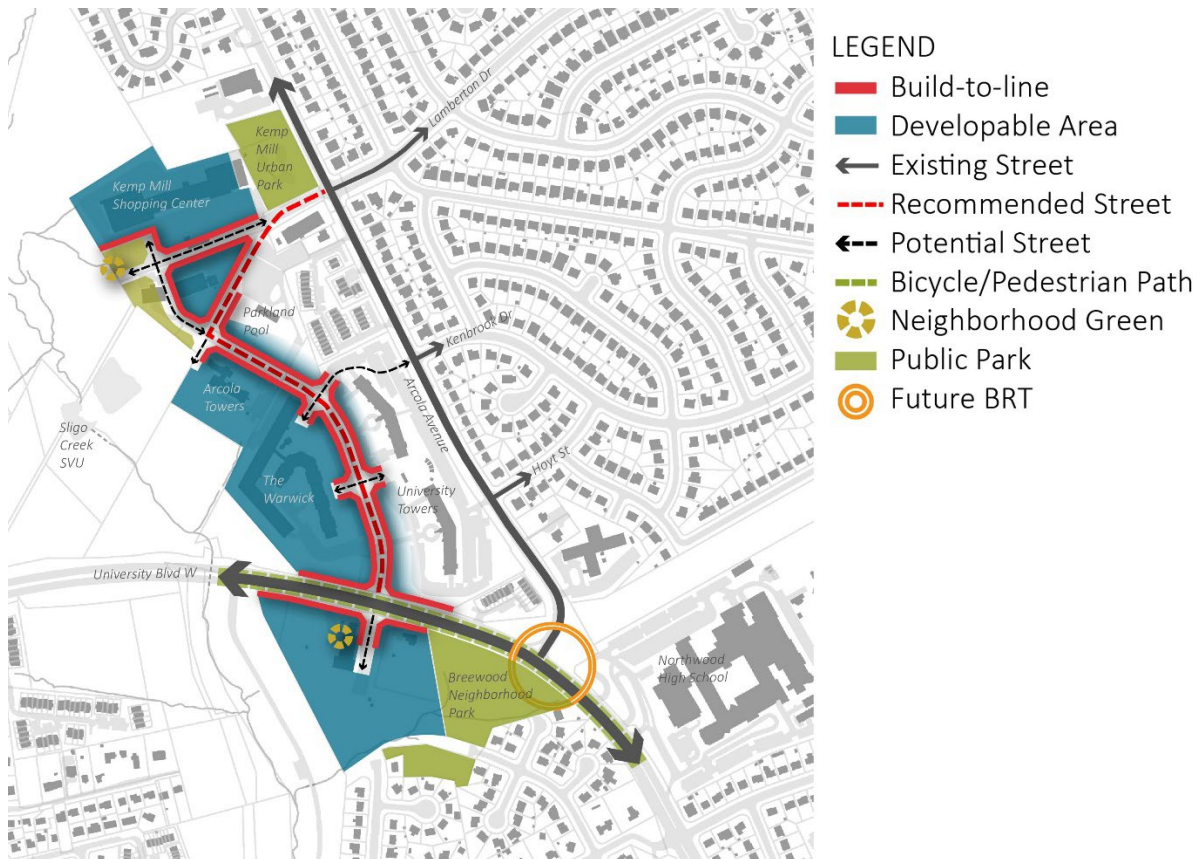 Kemp
Mill
Urban
Park
Lamberton Dr
Kemp Mill
Shopping Center
Parkland
Pool
Kenbrook Dr
Arcola
Towers
Arcola Avenue
Sligo
Creek
SVU
The
Warwick
University
Towers
Hoyt St
University Blvd W
Breewood
Neighborhood
Park
Northwood
High School
LEGEND
Build-to-line
Developable Area
Existing Street
Recommended Street
Potential Street
Bicycle/Pedestrian Path
Neighborhood Green
Public Park
Future BRT